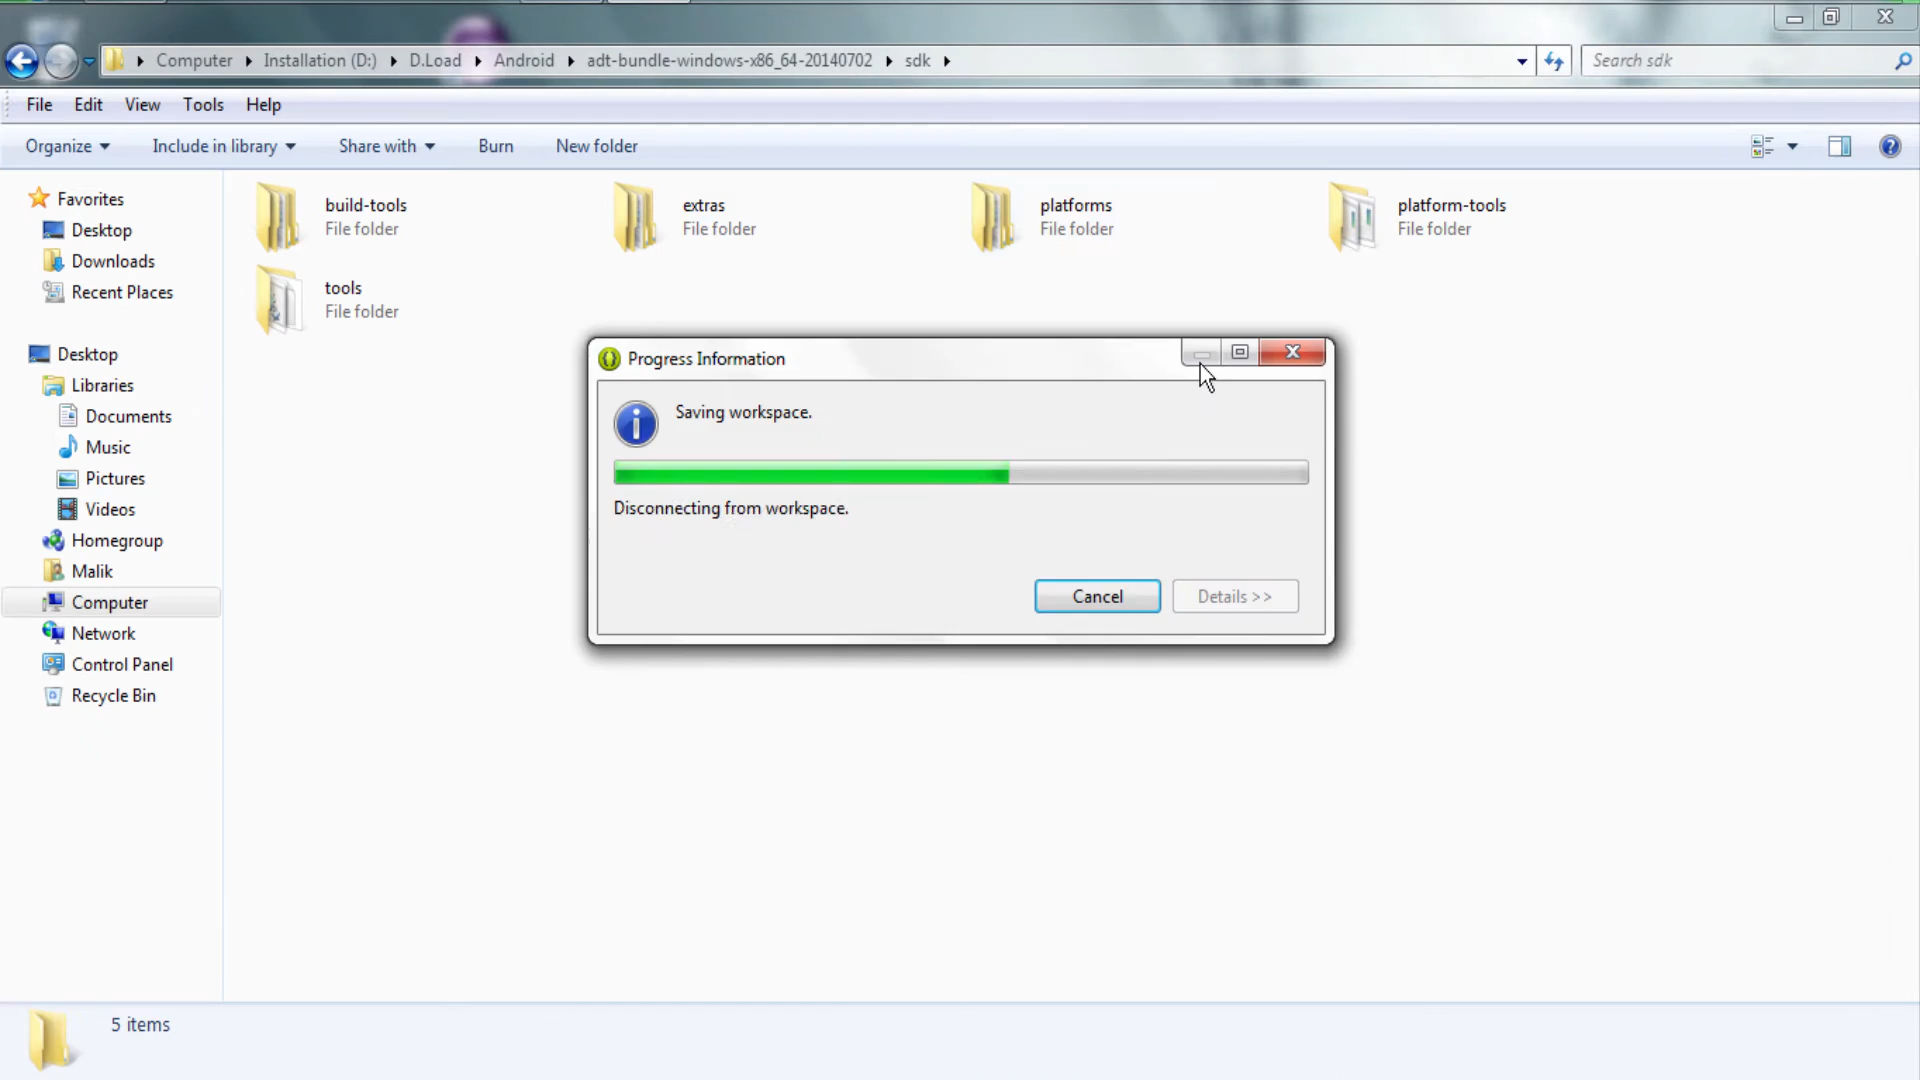 Computer Installation (D:) D.Load Android adt-bundle-windows-x86_64-20140702 sdk
Search sdk
File Edit View Tools Help
Organize Include in library Share with Burn New folder
Favorites
Desktop
Downloads
Recent Places
Desktop
Libraries
Documents
Music
Pictures
Videos
Homegroup
Malik
Computer
Network
Control Panel
Recycle Bin
build-tools
File folder
extras
File folder
platforms
File folder
platform-tools
File folder
tools
File folder
Progress Information
Saving workspace.
Disconnecting from workspace.
Cancel
Details >>
5 items